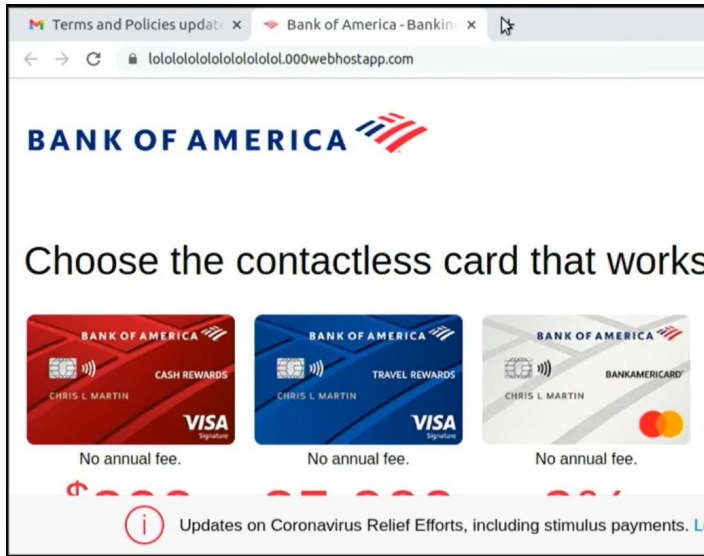 Terms and Policies updat
Bank of America - Bankin
lolololololololololol.000webhostapp.com
BANK OF AMERICA
Choose the contactless card that works
BANK OF AMERICA
CASH REWARDS
CHRIS L MARTIN
VISA
Signature
BANK OF AMERICA
TRAVEL REWARDS
CHRIS L MARTIN
VISA
Signature
BANK OF AMERICA
BANKAMERICARD
CHRIS L MARTIN
No annual fee.
No annual fee.
No annual fee.
Updates on Coronavirus Relief Efforts, including stimulus payments.